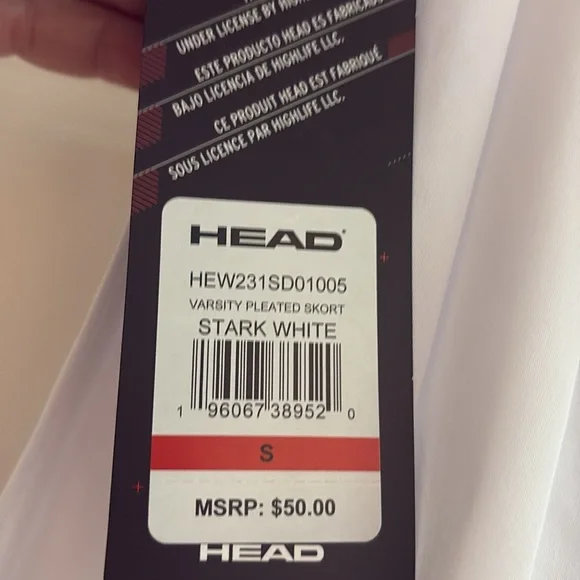 UNDER LICENSE BY
ESTE PRODUCTO HEAD ES
BAJO LICENCIA DE HIGHLIFE LLC.
CE PRODUIT HEAD EST FABRIQUÉ
SOUS LICENCE PAR HIGHLIFE LLC.
HEAD
HEW231SD01005
VARSITY PLEATED SKORT
STARK WHITE
1 96067 38952 0
S
MSRP: $50.00
HEAD